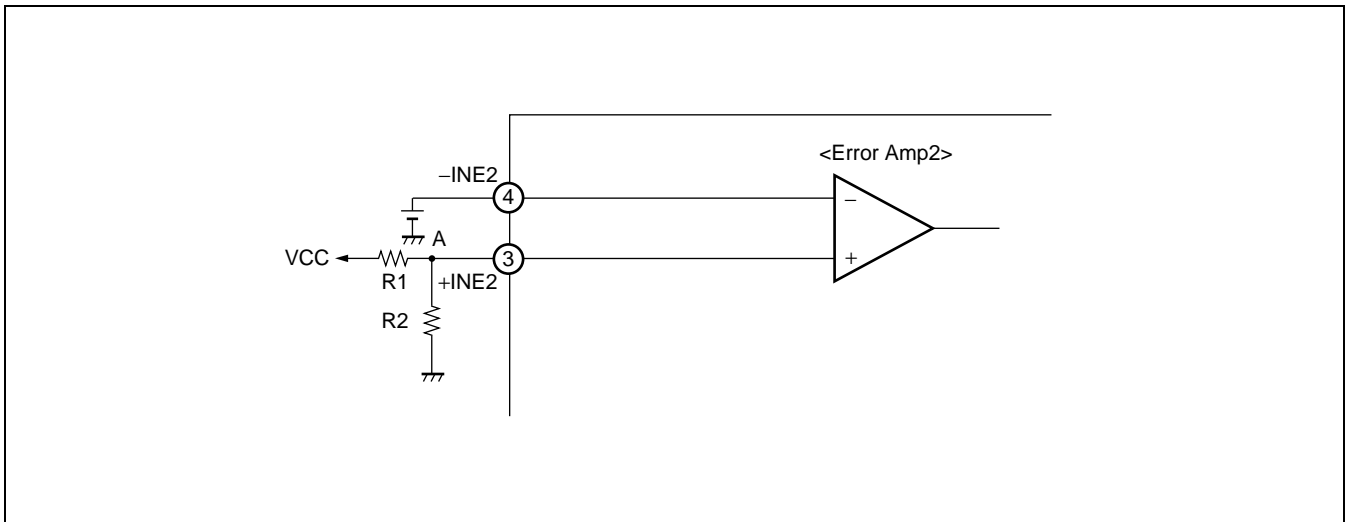 <Error Amp2>
−INE2
4
−
A
VCC
3
+
R1
+INE2
R2